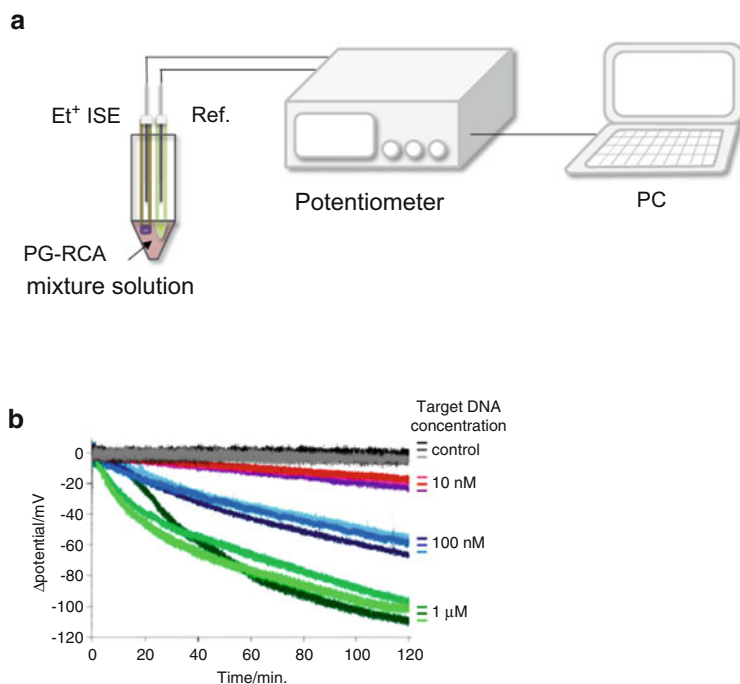 a
Et⁺ ISE
Ref.
PG-RCA
mixture solution
Potentiometer
PC
b
Target DNA
concentration
control
10 nM
100 nM
1 μM
Δpotential/mV
0
-20
-40
-60
-80
-100
-120
0 20 40 60 80 100 120
Time/min.